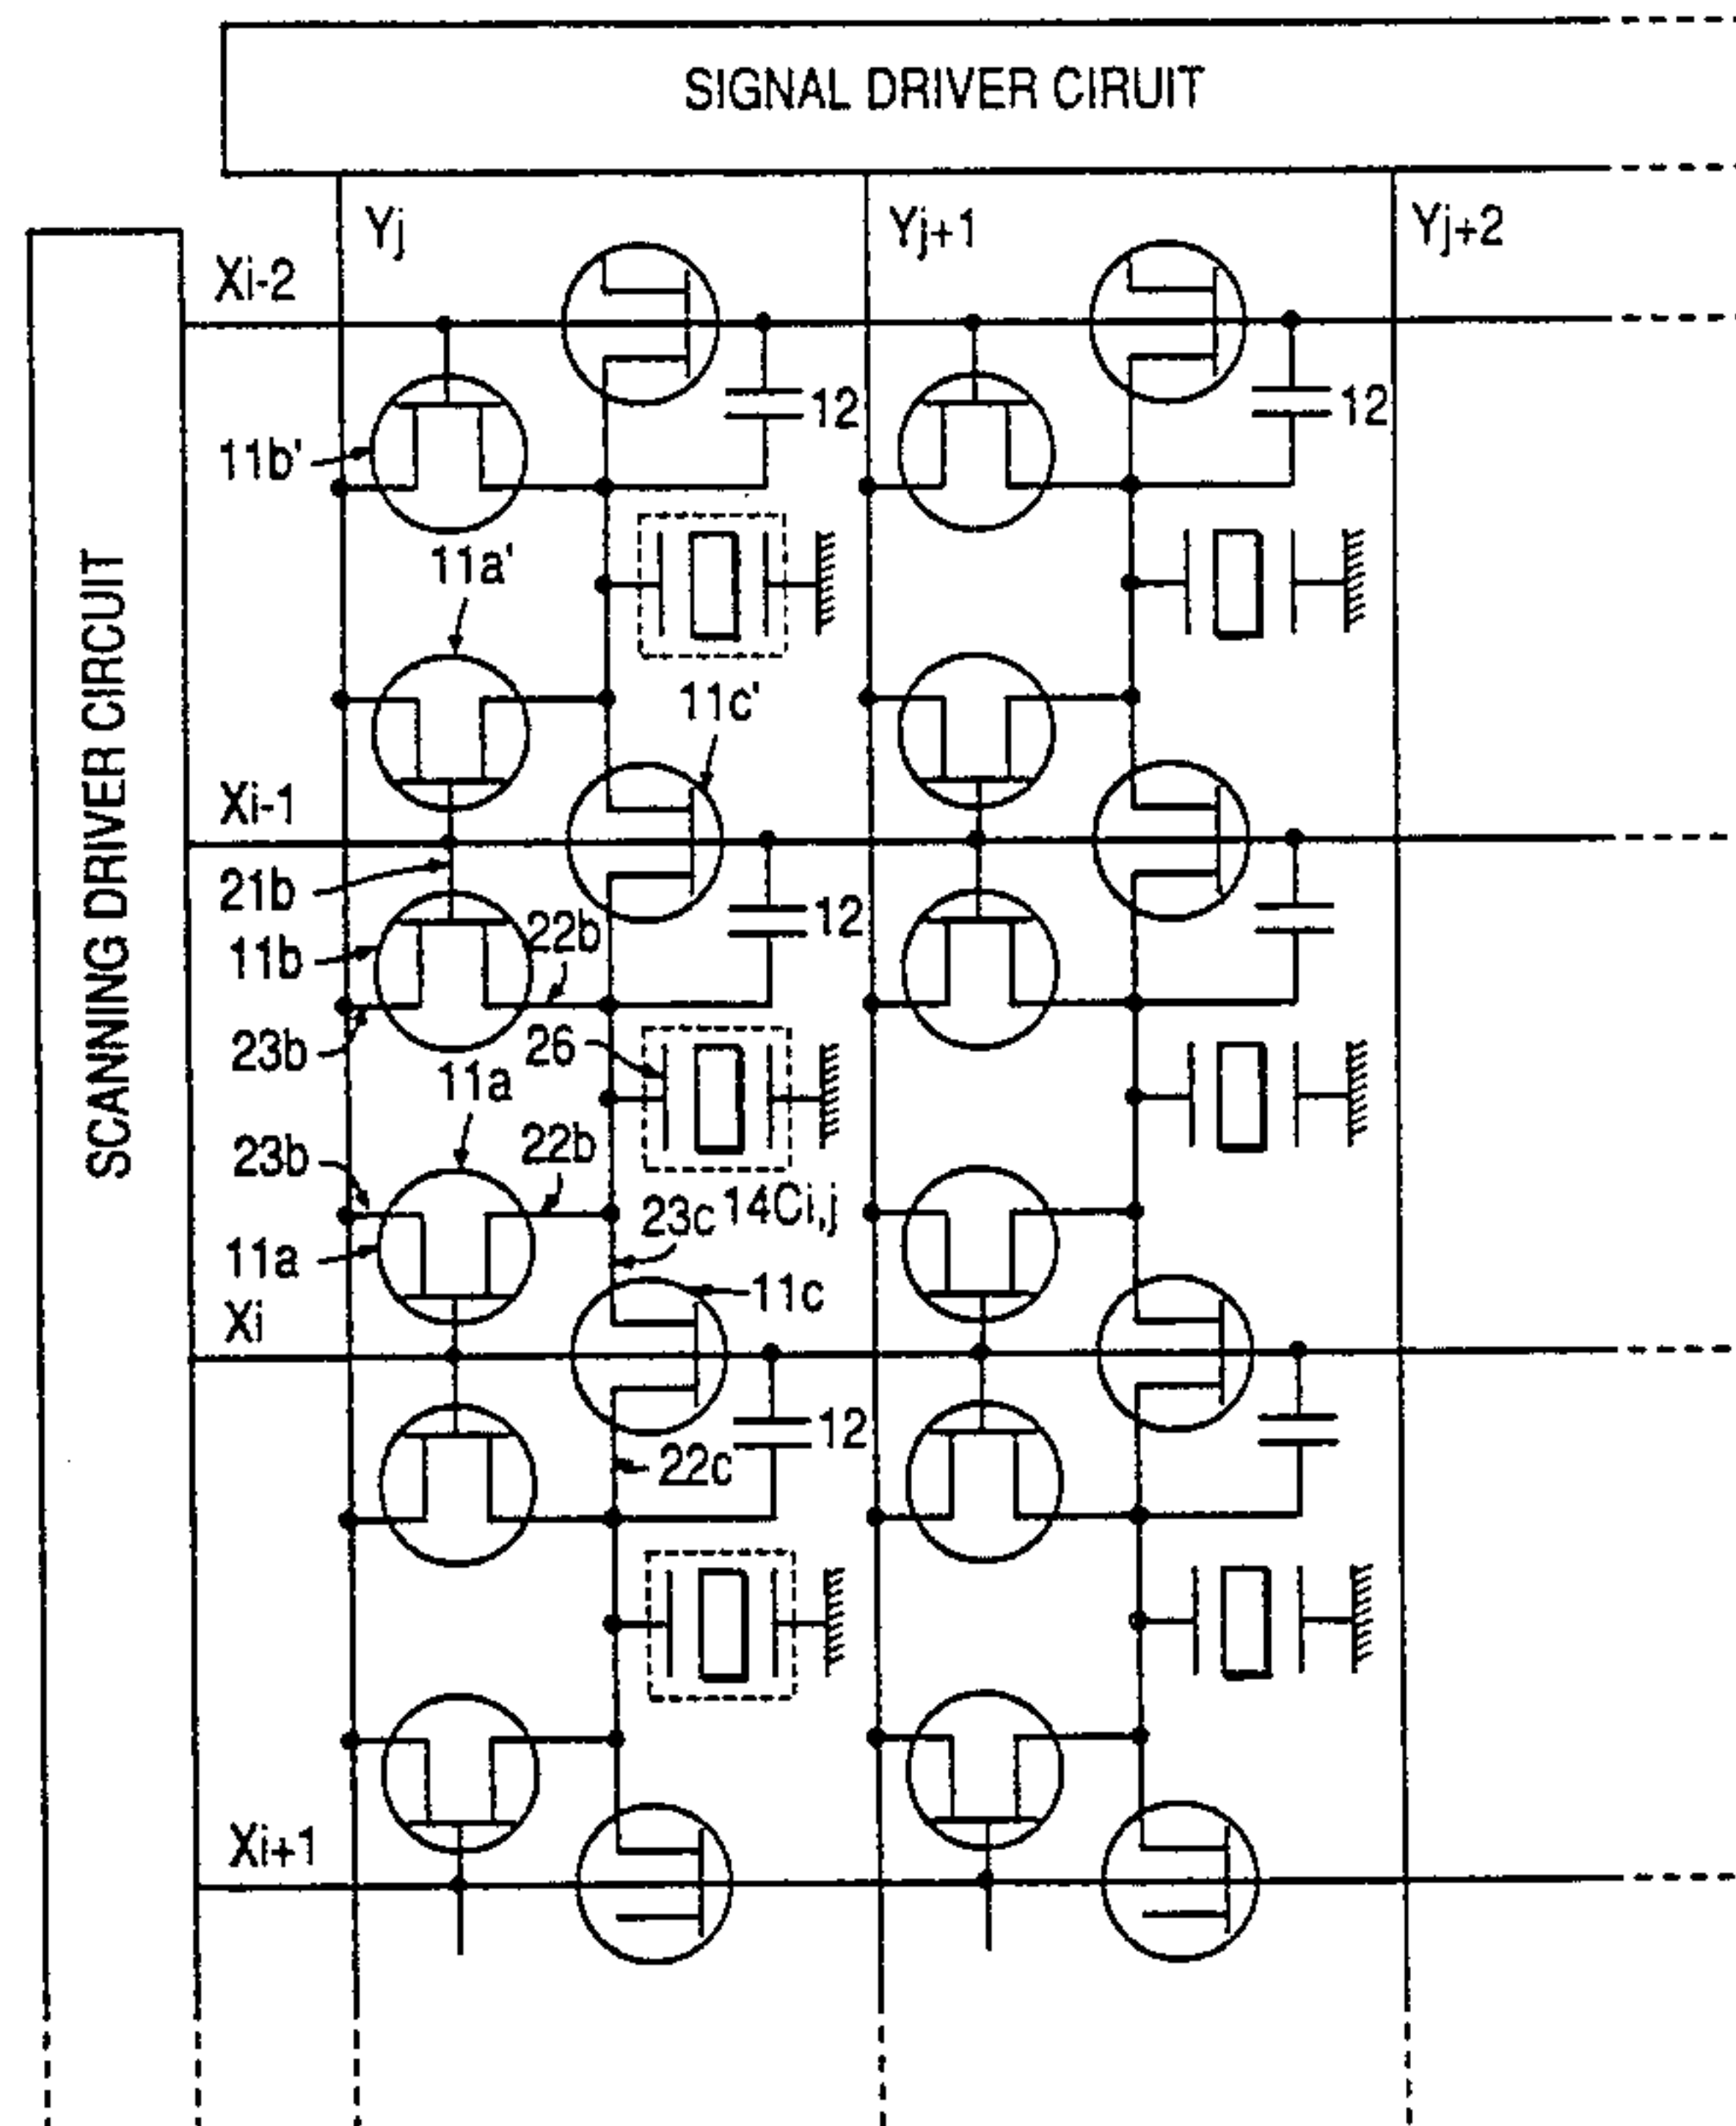 SIGNAL DRIVER CIRUIT
SCANNING DRIVER CIRCUIT
Yj
Yj+1
Yj+2
Xi-2
12
12
11b'
11a'
11c'
Xi-1
21b
11b
22b
12
23b
26
11a
23b
22b
14Ci,j
23c
11a
11c
Xi
12
22c
Xi+1